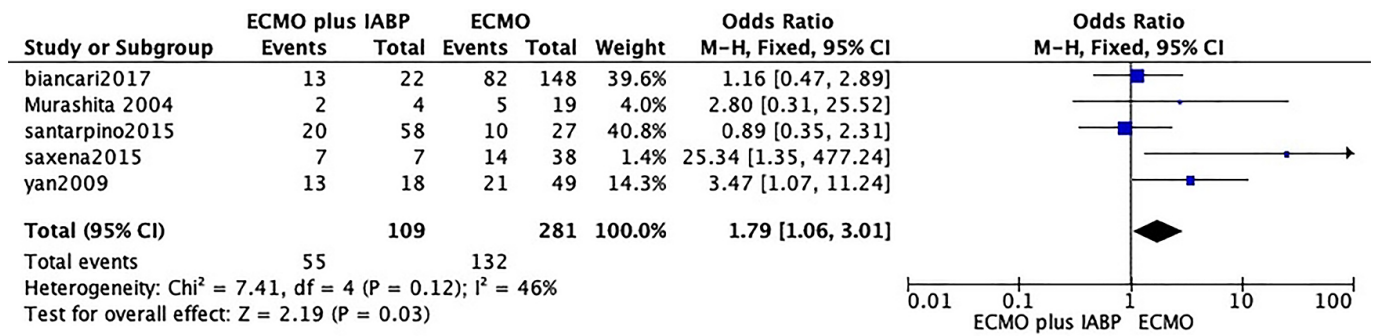 ECMO plus IABP ECMO Odds Ratio Odds Ratio
Study or Subgroup Events Total Events Total Weight M-H, Fixed, 95% CI M-H, Fixed, 95% CI
biancari2017 13 22 82 148 39.6% 1.16 [0.47, 2.89]
Murashita 2004 2 4 5 19 4.0% 2.80 [0.31, 25.52]
santarpino2015 20 58 10 27 40.8% 0.89 [0.35, 2.31]
saxena2015 7 7 14 38 1.4% 25.34 [1.35, 477.24]
yan2009 13 18 21 49 14.3% 3.47 [1.07, 11.24]
Total (95% CI) 109 281 100.0% 1.79 [1.06, 3.01]
Total events 55 132
Heterogeneity: Chi² = 7.41, df = 4 (P = 0.12); I² = 46%
Test for overall effect: Z = 2.19 (P = 0.03)
0.01 0.1 1 10 100
ECMO plus IABP ECMO